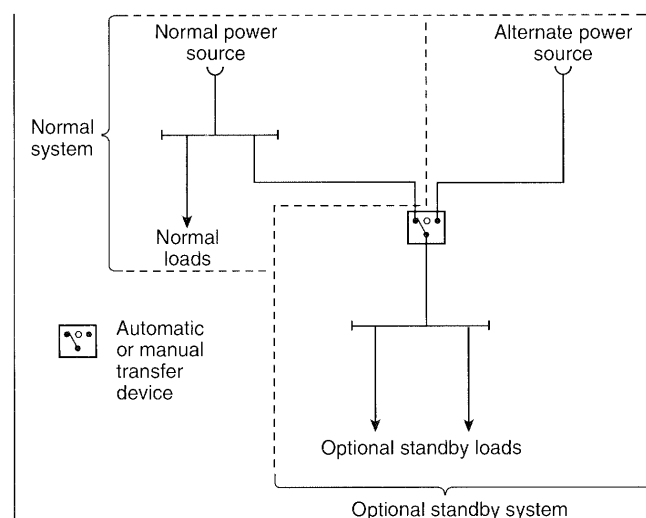 Normal power
source
Alternate power
source
Normal
system
Normal
loads
Automatic
or manual
transfer
device
Optional standby loads
Optional standby system